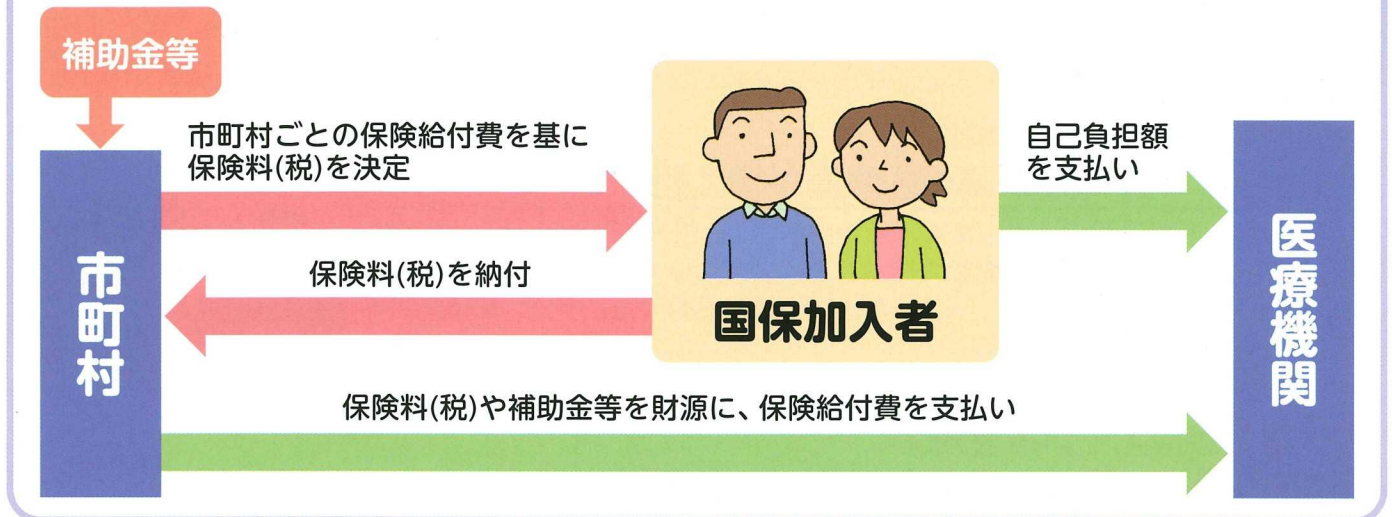 補助金等
市町村ごとの保険給付費を基に
保険料(税)を決定
自己負担額
を支払い
市町村
保険料(税)を納付
国保加入者
医療機関
保険料(税)や補助金等を財源に、保険給付費を支払い